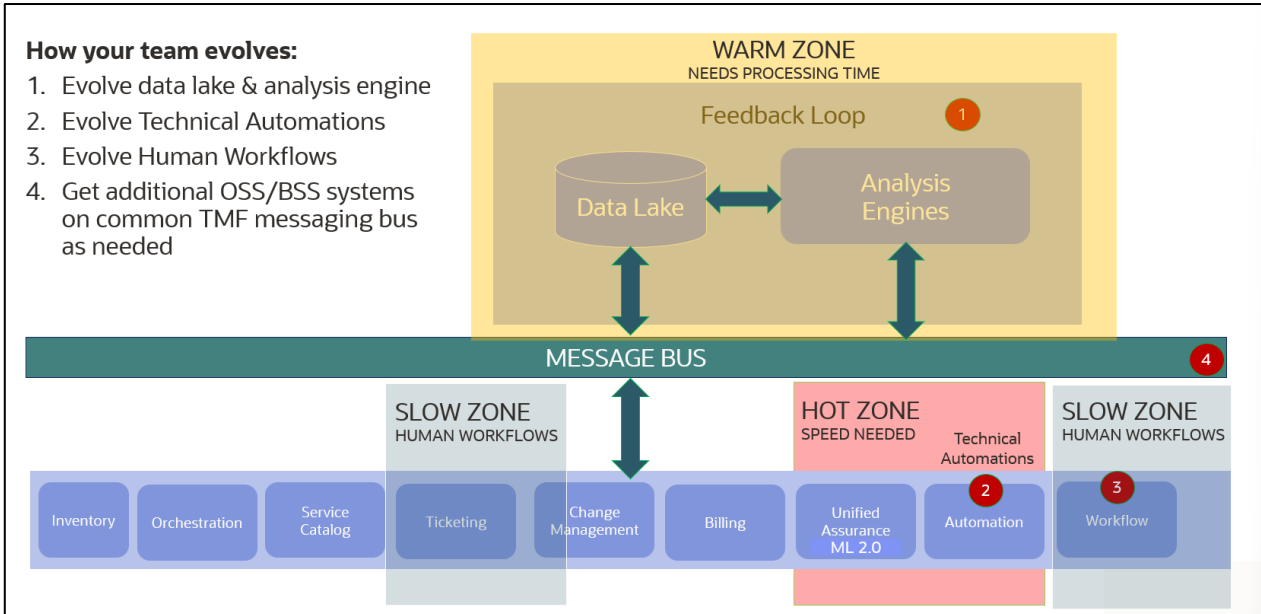 How your team evolves:
1. Evolve data lake & analysis engine
2. Evolve Technical Automations
3. Evolve Human Workflows
4. Get additional OSS/BSS systems
on common TMF messaging bus
as needed
WARM ZONE
NEEDS PROCESSING TIME
Feedback Loop
1
Data Lake
Analysis
Engines
MESSAGE BUS
4
SLOW ZONE
HUMAN WORKFLOWS
HOT ZONE
SPEED NEEDED
Technical
Automations
SLOW ZONE
HUMAN WORKFLOWS
Inventory
Orchestration
Service
Catalog
Ticketing
Change
Management
Billing
Unified
Assurance
ML 2.0
2
Automation
3
Workflow